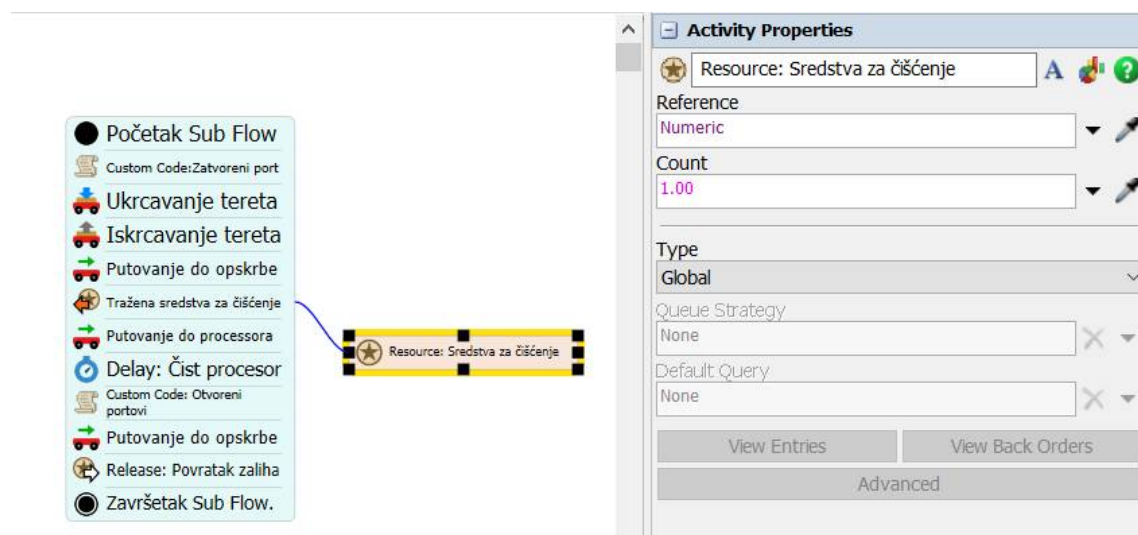 Početak Sub Flow
Custom Code:Zatvoreni port
Ukrcavanje tereta
Iskrcavanje tereta
Putovanje do opskrbe
Tražena sredstva za čišćenje
Putovanje do processora
Delay: Čist procesor
Custom Code: Otvoreni
portovi
Putovanje do opskrbe
Release: Povratak zaliha
Završetak Sub Flow.
Resource: Sredstva za čišćenje
Activity Properties
Resource: Sredstva za čišćenje
A
?
Reference
Numeric
Count
1.00
Type
Global
Queue Strategy
None
Default Query
None
View Entries
View Back Orders
Advanced